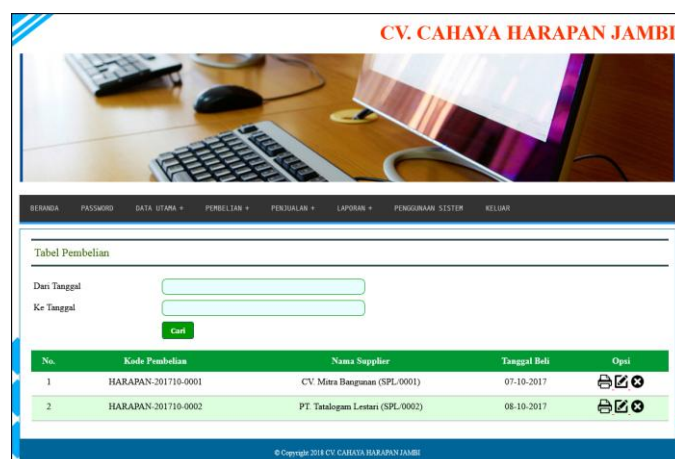 CV. CAHAYA HARAPAN JAMBI
BERANDA PASSWORD DATA UTAMA + PEMBELIAN + PENJUALAN + LAPORAN + PENGGUNAAN SISTEM KELUAR
Tabel Pembelian
Dari Tanggal
Ke Tanggal
Cari
No. Kode Pembelian Nama Supplier Tanggal Beli Opsi
1 HARAPAN-201710-0001 CV. Mitra Bangunan (SPL/0001) 07-10-2017
2 HARAPAN-201710-0002 PT. Tatalogam Lestari (SPL/0002) 08-10-2017
© Copyright 2018 CV. CAHAYA HARAPAN JAMBI